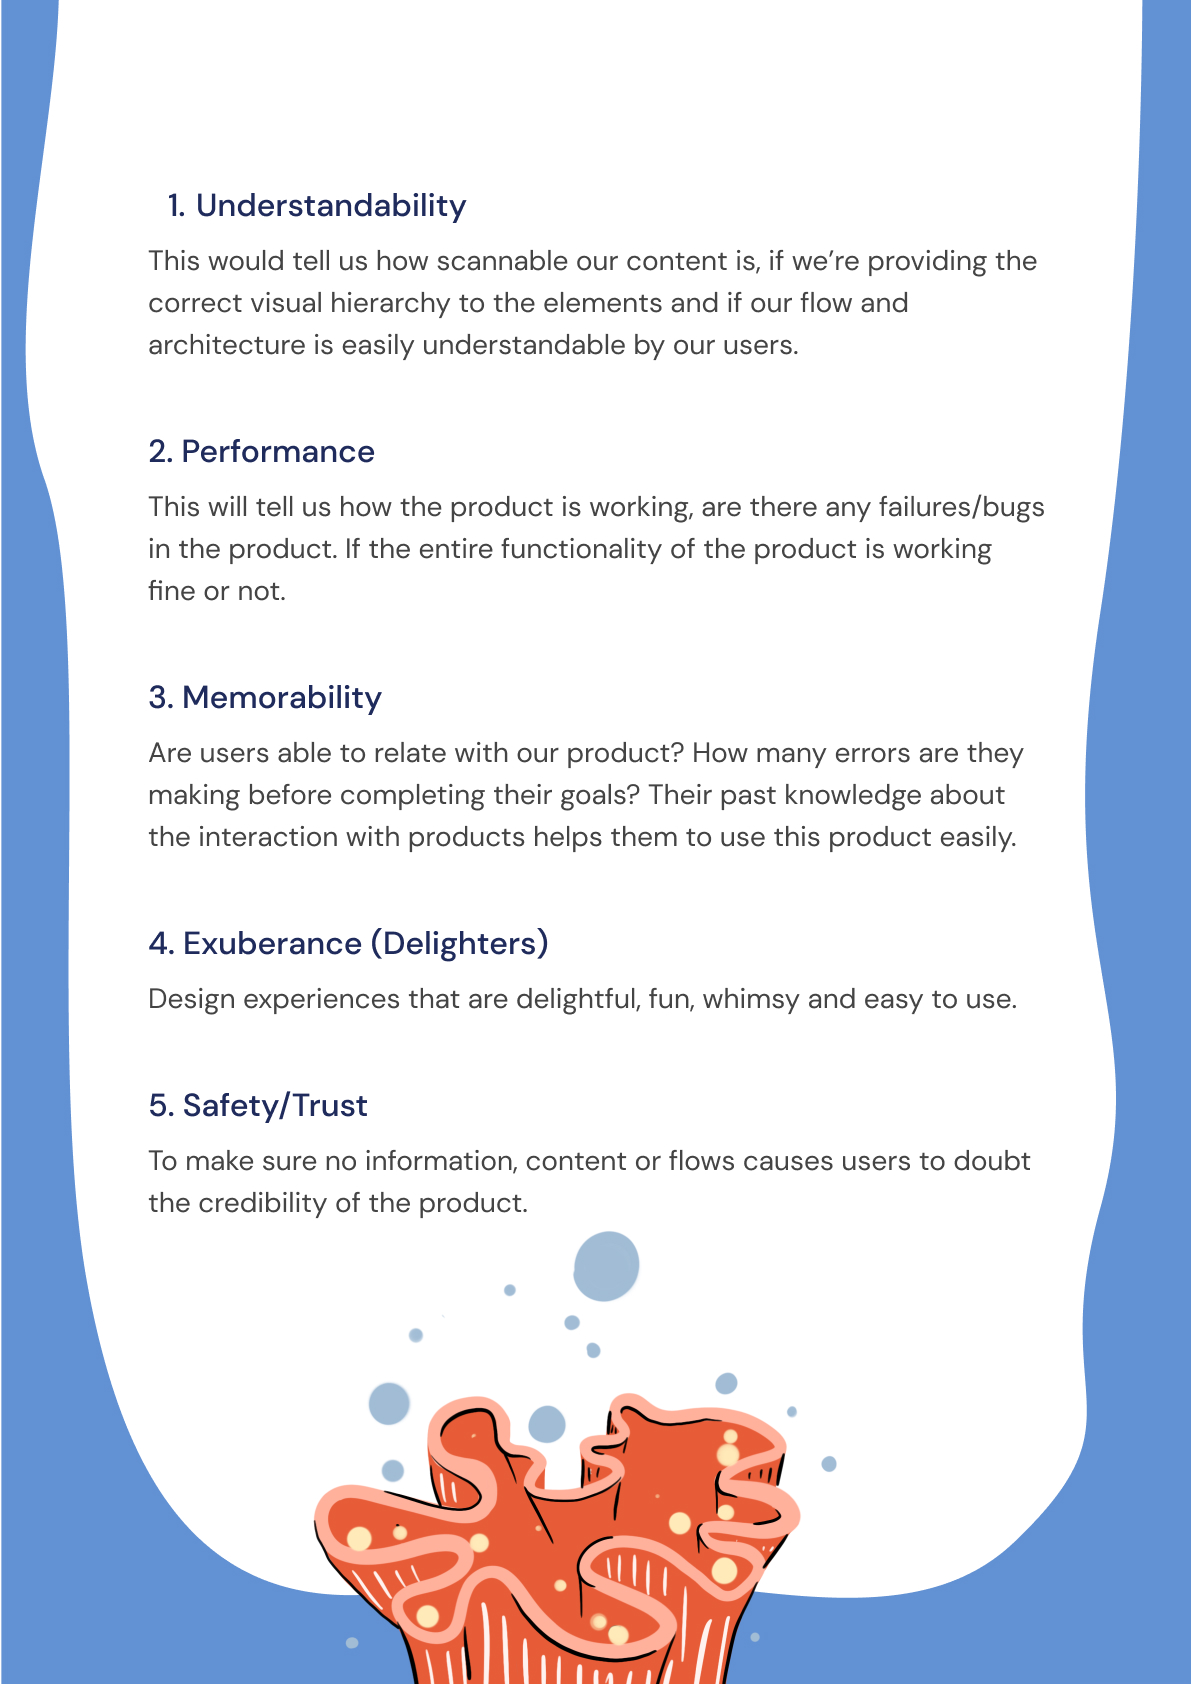 1. Understandability
This would tell us how scannable our content is, if we’re providing the
correct visual hierarchy to the elements and if our flow and
architecture is easily understandable by our users.
2. Performance
This will tell us how the product is working, are there any failures/bugs
in the product. If the entire functionality of the product is working
fine or not.
3. Memorability
Are users able to relate with our product? How many errors are they
making before completing their goals? Their past knowledge about
the interaction with products helps them to use this product easily.
4. Exuberance (Delighters)
Design experiences that are delightful, fun, whimsy and easy to use.
5. Safety/Trust
To make sure no information, content or flows causes users to doubt
the credibility of the product.